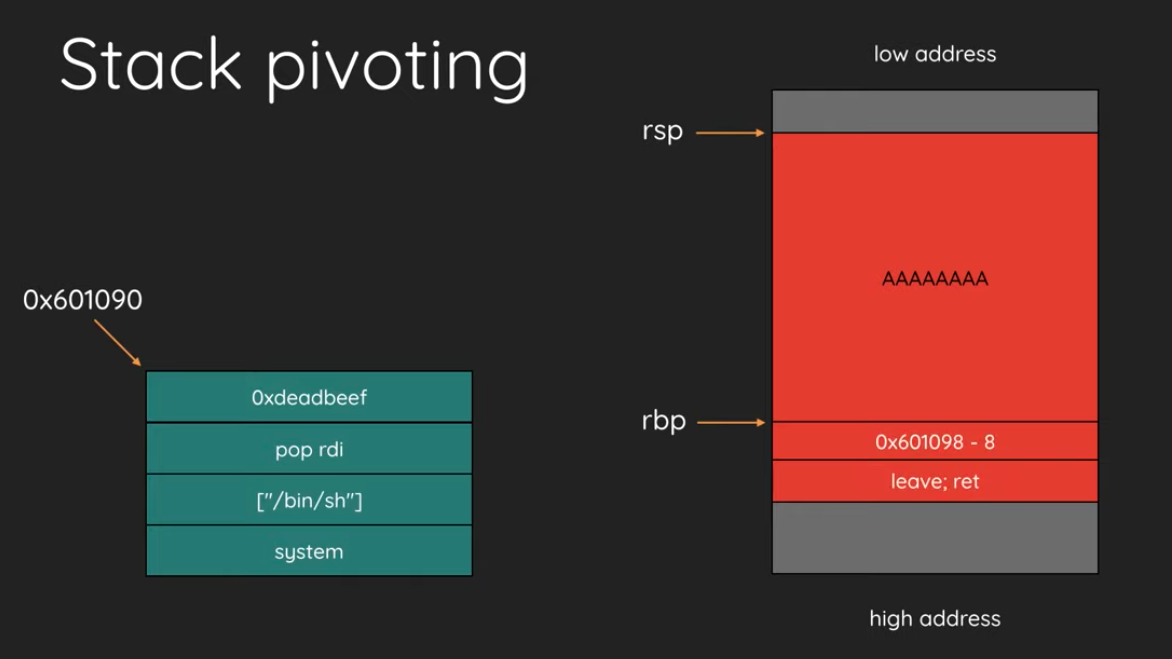 Stack pivoting
low address
rsp
AAAAAAAA
0x601090
0xdeadbeef
pop rdi
["/bin/sh"]
system
rbp
0x601098 - 8
leave; ret
high address